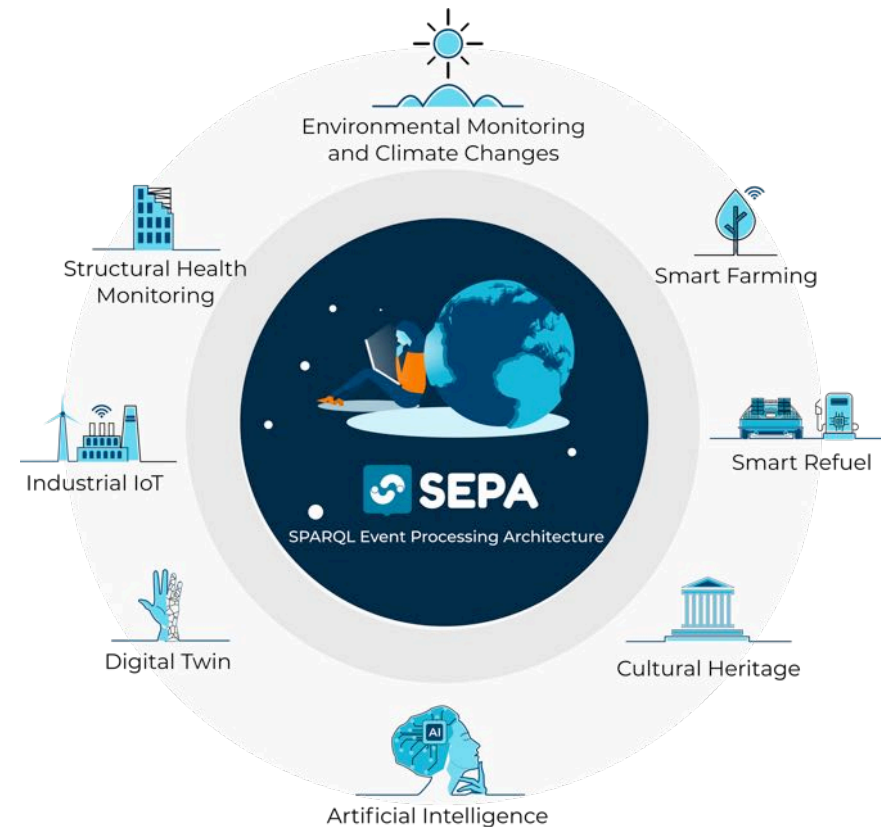 Environmental Monitoring
and Climate Changes
Structural Health
Monitoring
Smart Farming
Industrial IoT
Smart Refuel
SEPA
SPARQL Event Processing Architecture
Digital Twin
Cultural Heritage
AI
Artificial Intelligence